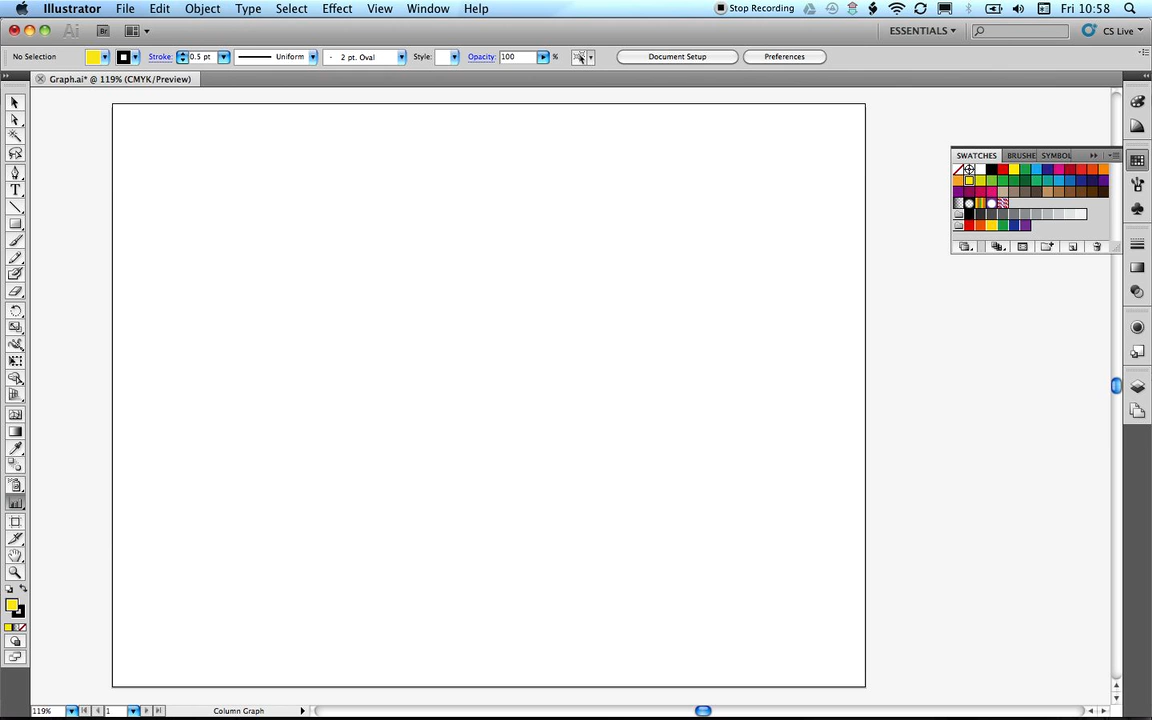 Illustrator File Edit Object Type Select Effect View Window Help Stop Recording Fri 10:58
Br ESSENTIALS CS Live
No Selection Stroke: 0.5 pt Uniform 2 pt. Oval Style: Opacity: 100 % Document Setup Preferences
Graph.ai* @ 119% (CMYK/Preview)
SWATCHES BRUSHE SYMBOL
119% 1 Column Graph